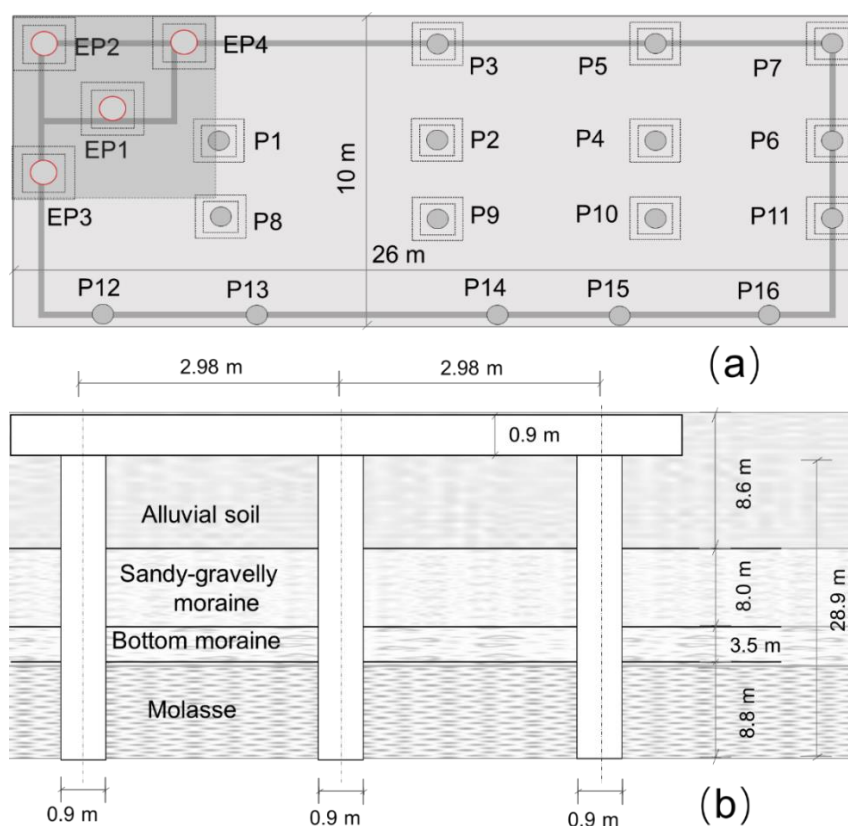 EP2
EP4
P3
P5
P7
EP1
P1
P2
P4
P6
EP3
P8
10 m
P9
P10
P11
26 m
P12
P13
P14
P15
P16
(a)
2.98 m
2.98 m
0.9 m
8.6 m
Alluvial soil
Sandy-gravelly
moraine
8.0 m
28.9 m
Bottom moraine
3.5 m
Molasse
8.8 m
0.9 m
0.9 m
0.9 m
(b)